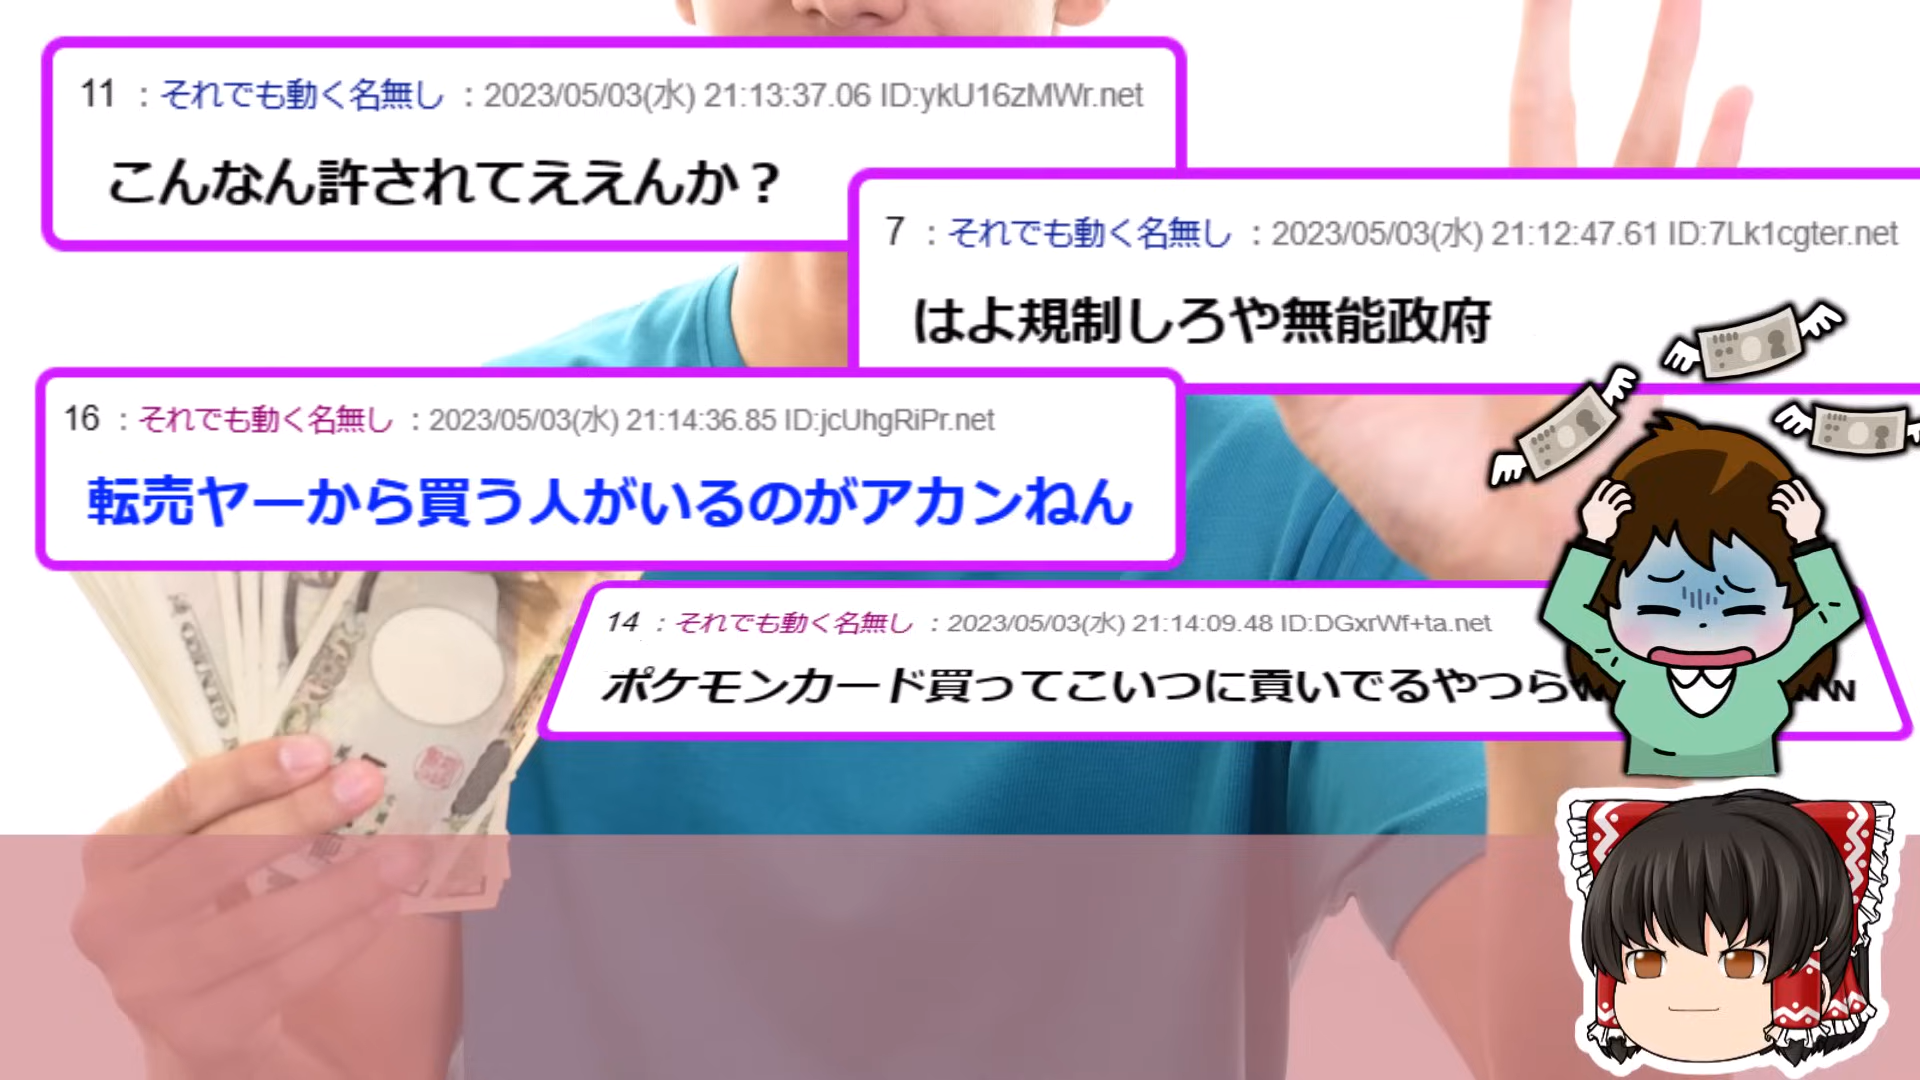 11 ：それでも動く名無し ：2023/05/03(水) 21:13:37.06 ID:ykU16zMWr.net
こんなん許されてええんか？
7 ：それでも動く名無し ：2023/05/03(水) 21:12:47.61 ID:7Lk1cgter.net
はよ規制しろや無能政府
16 ：それでも動く名無し ：2023/05/03(水) 21:14:36.85 ID:jcUhgRiPr.net
転売ヤーから買う人がいるのがアカンねん
14 ：それでも動く名無し ：2023/05/03(水) 21:14:09.48 ID:DGxrWf+ta.net
ポケモンカード買ってこいつに貢いでるやつら